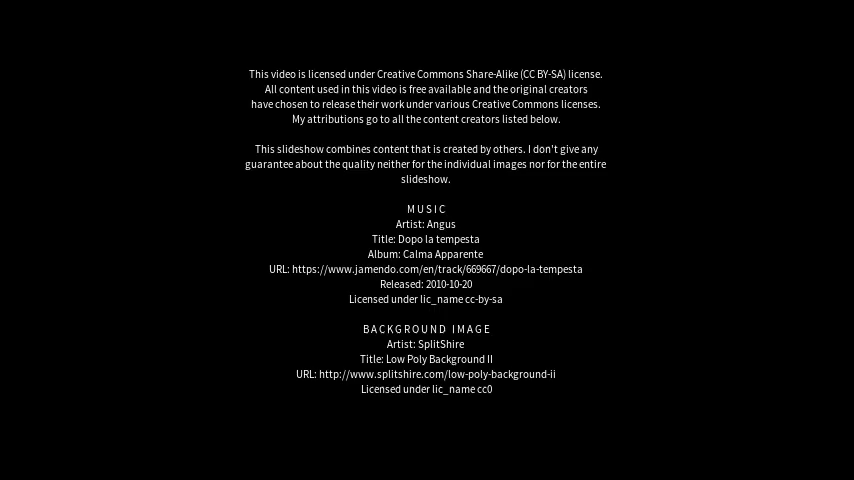 This video is licensed under Creative Commons Share-Alike (CC BY-SA) license.
All content used in this video is free available and the original creators
have chosen to release their work under various Creative Commons licenses.
My attributions go to all the content creators listed below.
This slideshow combines content that is created by others. I don't give any
guarantee about the quality neither for the individual images nor for the entire
slideshow.
MUSIC
Artist: Angus
Title: Dopo la tempesta
Album: Calma Apparente
URL: https://www.jamendo.com/en/track/669667/dopo-la-tempesta
Released: 2010-10-20
Licensed under lic_name cc-by-sa
BACKGROUND IMAGE
Artist: SplitShire
Title: Low Poly Background II
URL: http://www.splitshire.com/low-poly-background-ii
Licensed under lic_name cc0